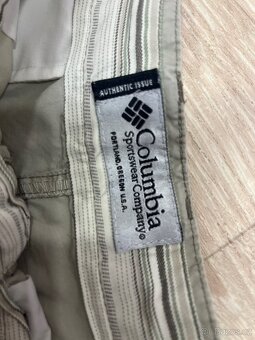 AUTHENTIC ISSUE
Columbia
Sportswear Company®
PORTLAND, OREGON U.S.A.